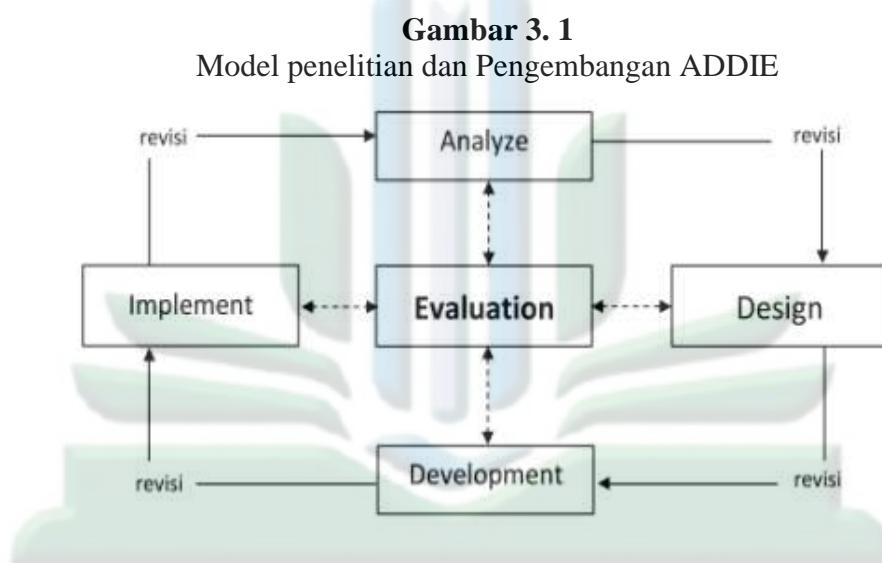 Gambar 3. 1
Model penelitian dan Pengembangan ADDIE
revisi
Analyze
revisi
Implement
Evaluation
Design
revisi
Development
revisi